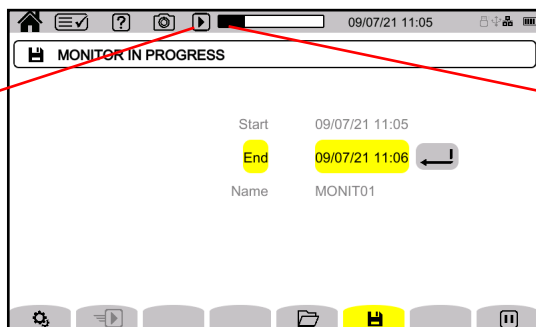 09/07/21 11:05
MONITOR IN PROGRESS
Start 09/07/21 11:05
End 09/07/21 11:06
Name MONIT01